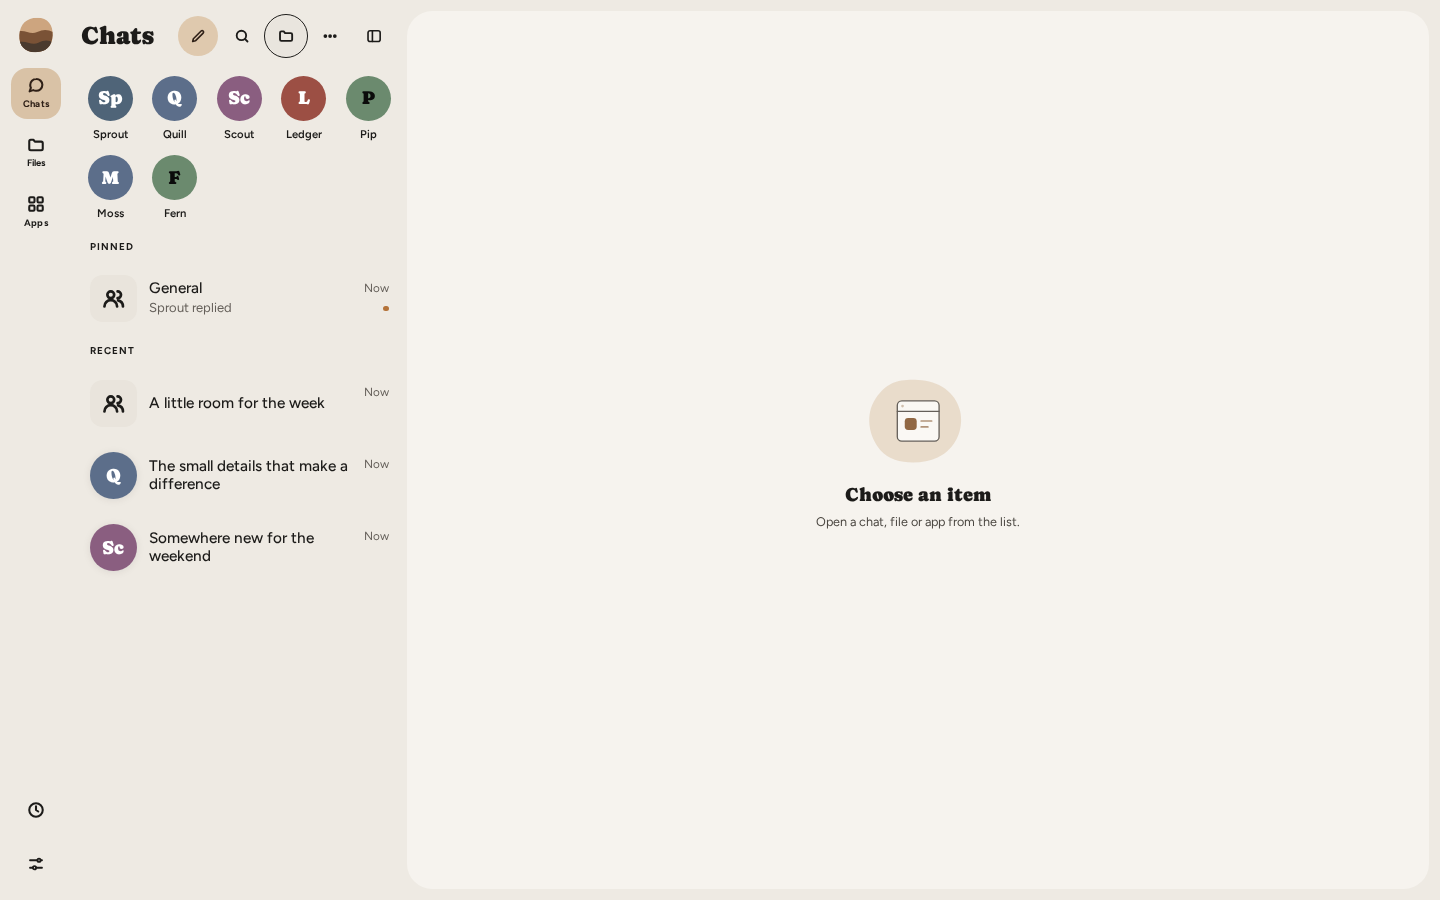 Chats
Chats
Files
Apps
Sp
Q
Sc
L
P
Sprout
Quill
Scout
Ledger
Pip
M
F
Moss
Fern
PINNED
General
Now
Sprout replied
RECENT
A little room for the week
Now
Q
The small details that make a
difference
Now
Sc
Somewhere new for the
weekend
Now
Choose an item
Open a chat, file or app from the list.